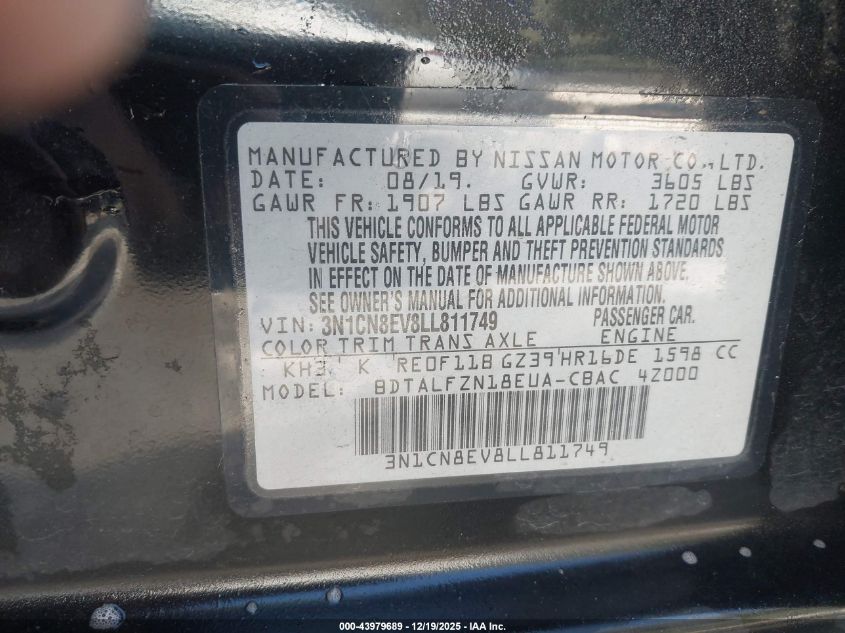 MANUFACTURED BY NISSAN MOTOR CO., LTD.
DATE: 08/19. GVWR: 3605 LBS
GAWR FR: 1907 LBS GAWR RR: 1720 LBS
THIS VEHICLE CONFORMS TO ALL APPLICABLE FEDERAL MOTOR
VEHICLE SAFETY, BUMPER AND THEFT PREVENTION STANDARDS
IN EFFECT ON THE DATE OF MANUFACTURE SHOWN ABOVE.
SEE OWNER'S MANUAL FOR ADDITIONAL INFORMATION.
VIN: 3N1CN8EV8LL811749 PASSENGER CAR.
COLOR TRIM TRANS AXLE ENGINE
KH3 K RE0F11B GZ39 HR16DE 1598 CC
MODEL: BDTALFZN18EUA-CBAC 4Z000
3N1CN8EV8LL811749
000-43979689 - 12/19/2025 - IAA Inc.